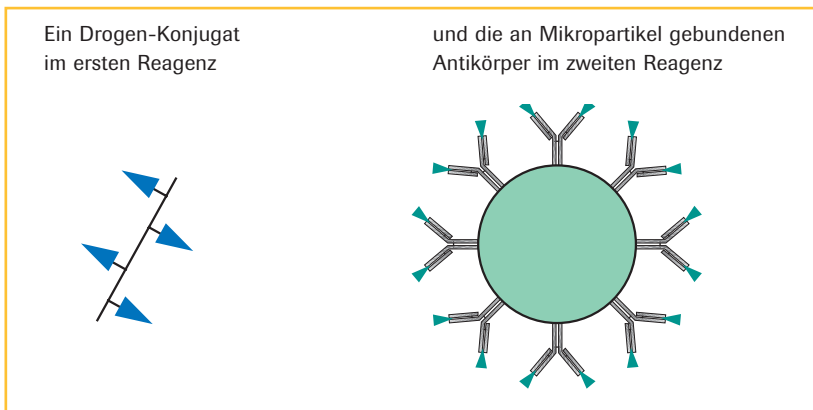 Ein Drogen-Konjugat
im ersten Reagenz
und die an Mikropartikel gebundenen
Antikörper im zweiten Reagenz